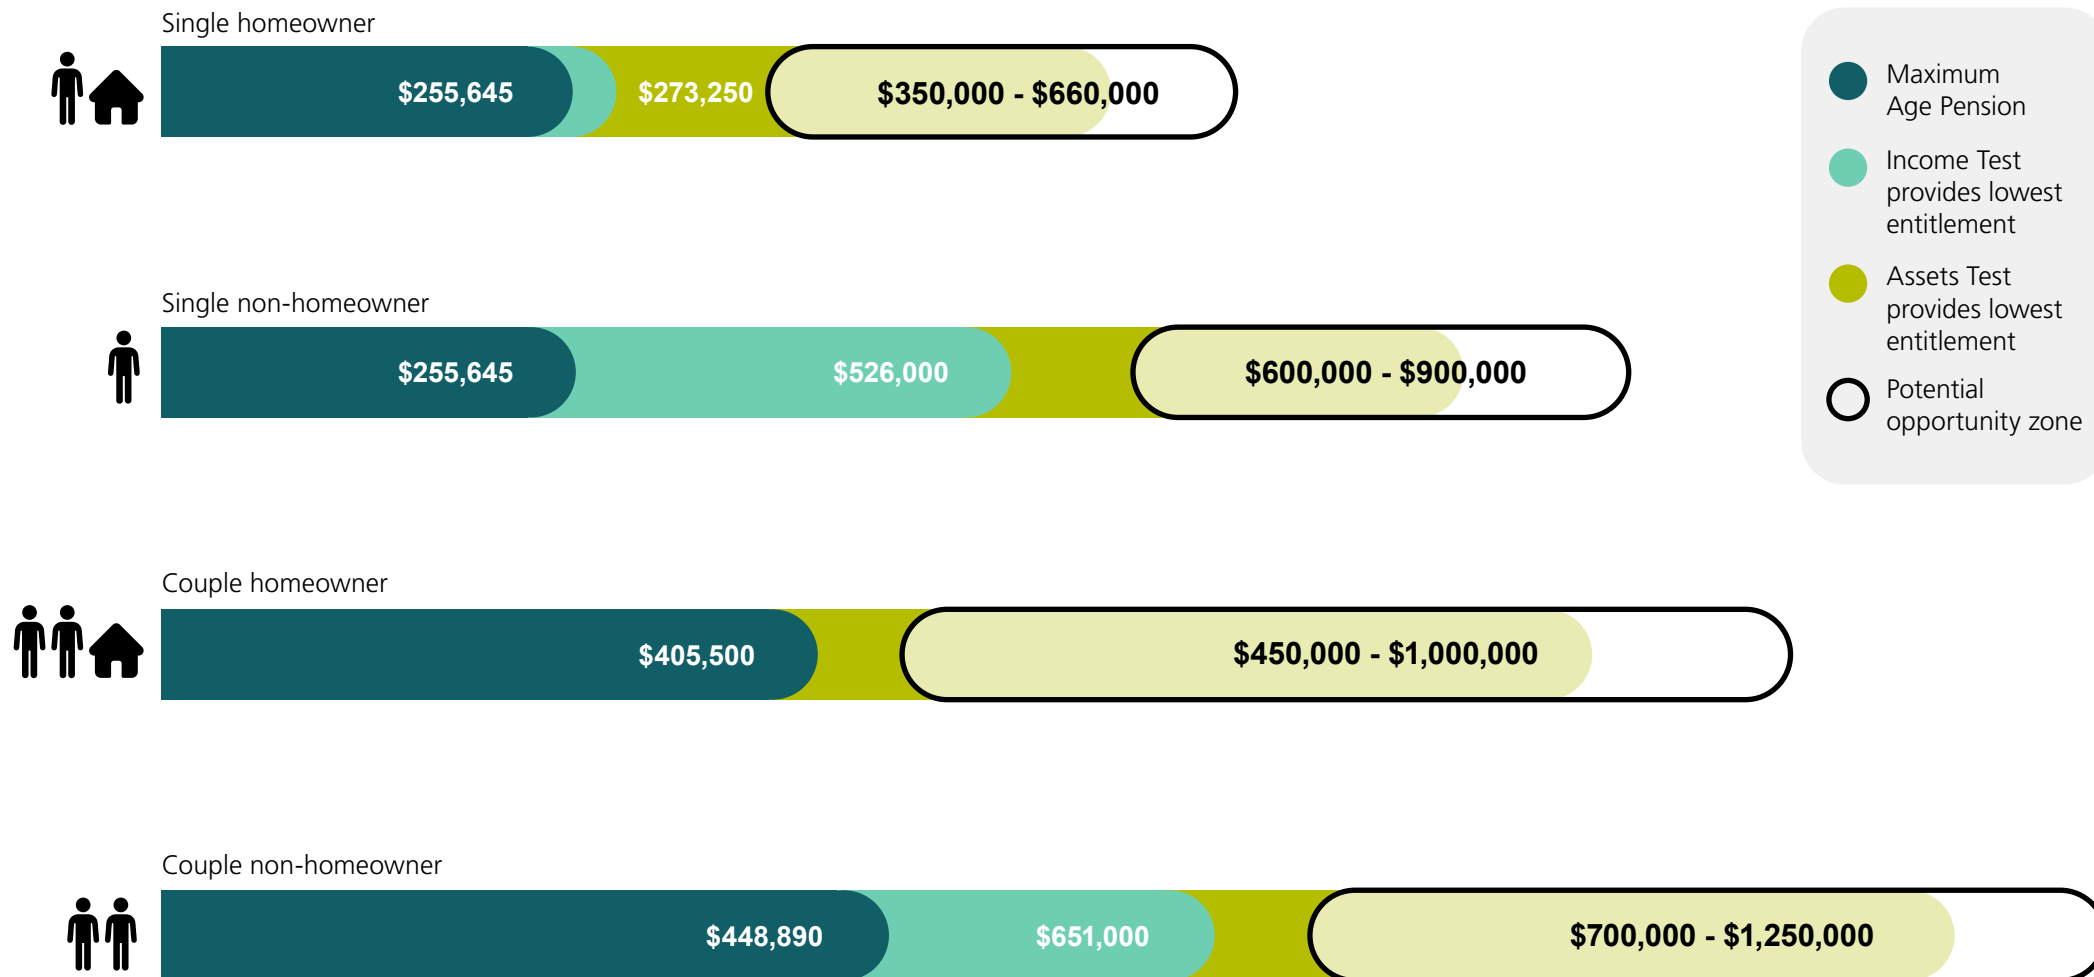 Single homeowner
$255,645
$273,250
$350,000 - $660,000
Single non-homeowner
$255,645
$526,000
$600,000 - $900,000
Couple homeowner
$405,500
$450,000 - $1,000,000
Couple non-homeowner
$448,890
$651,000
$700,000 - $1,250,000
Maximum
Age Pension
Income Test
provides lowest
entitlement
Assets Test
provides lowest
entitlement
Potential
opportunity zone